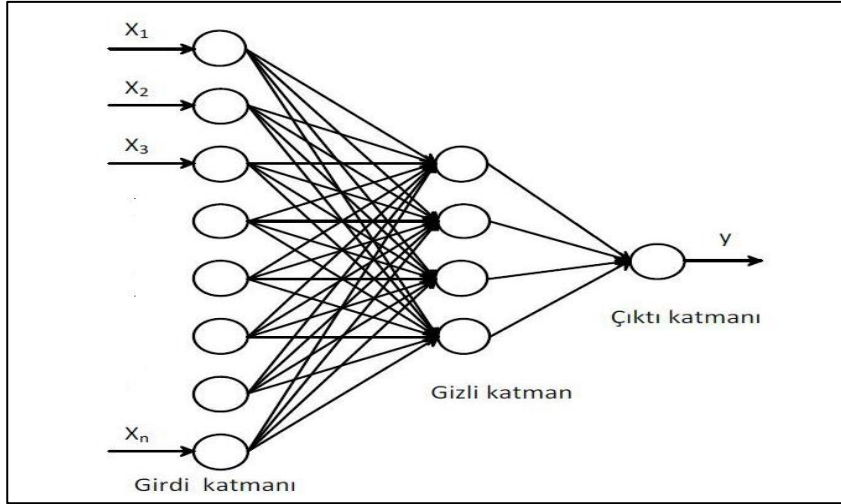 X₁
X₂
X₃
Xₙ
Girdi katmanı
Gizli katman
y
Çıktı katmanı